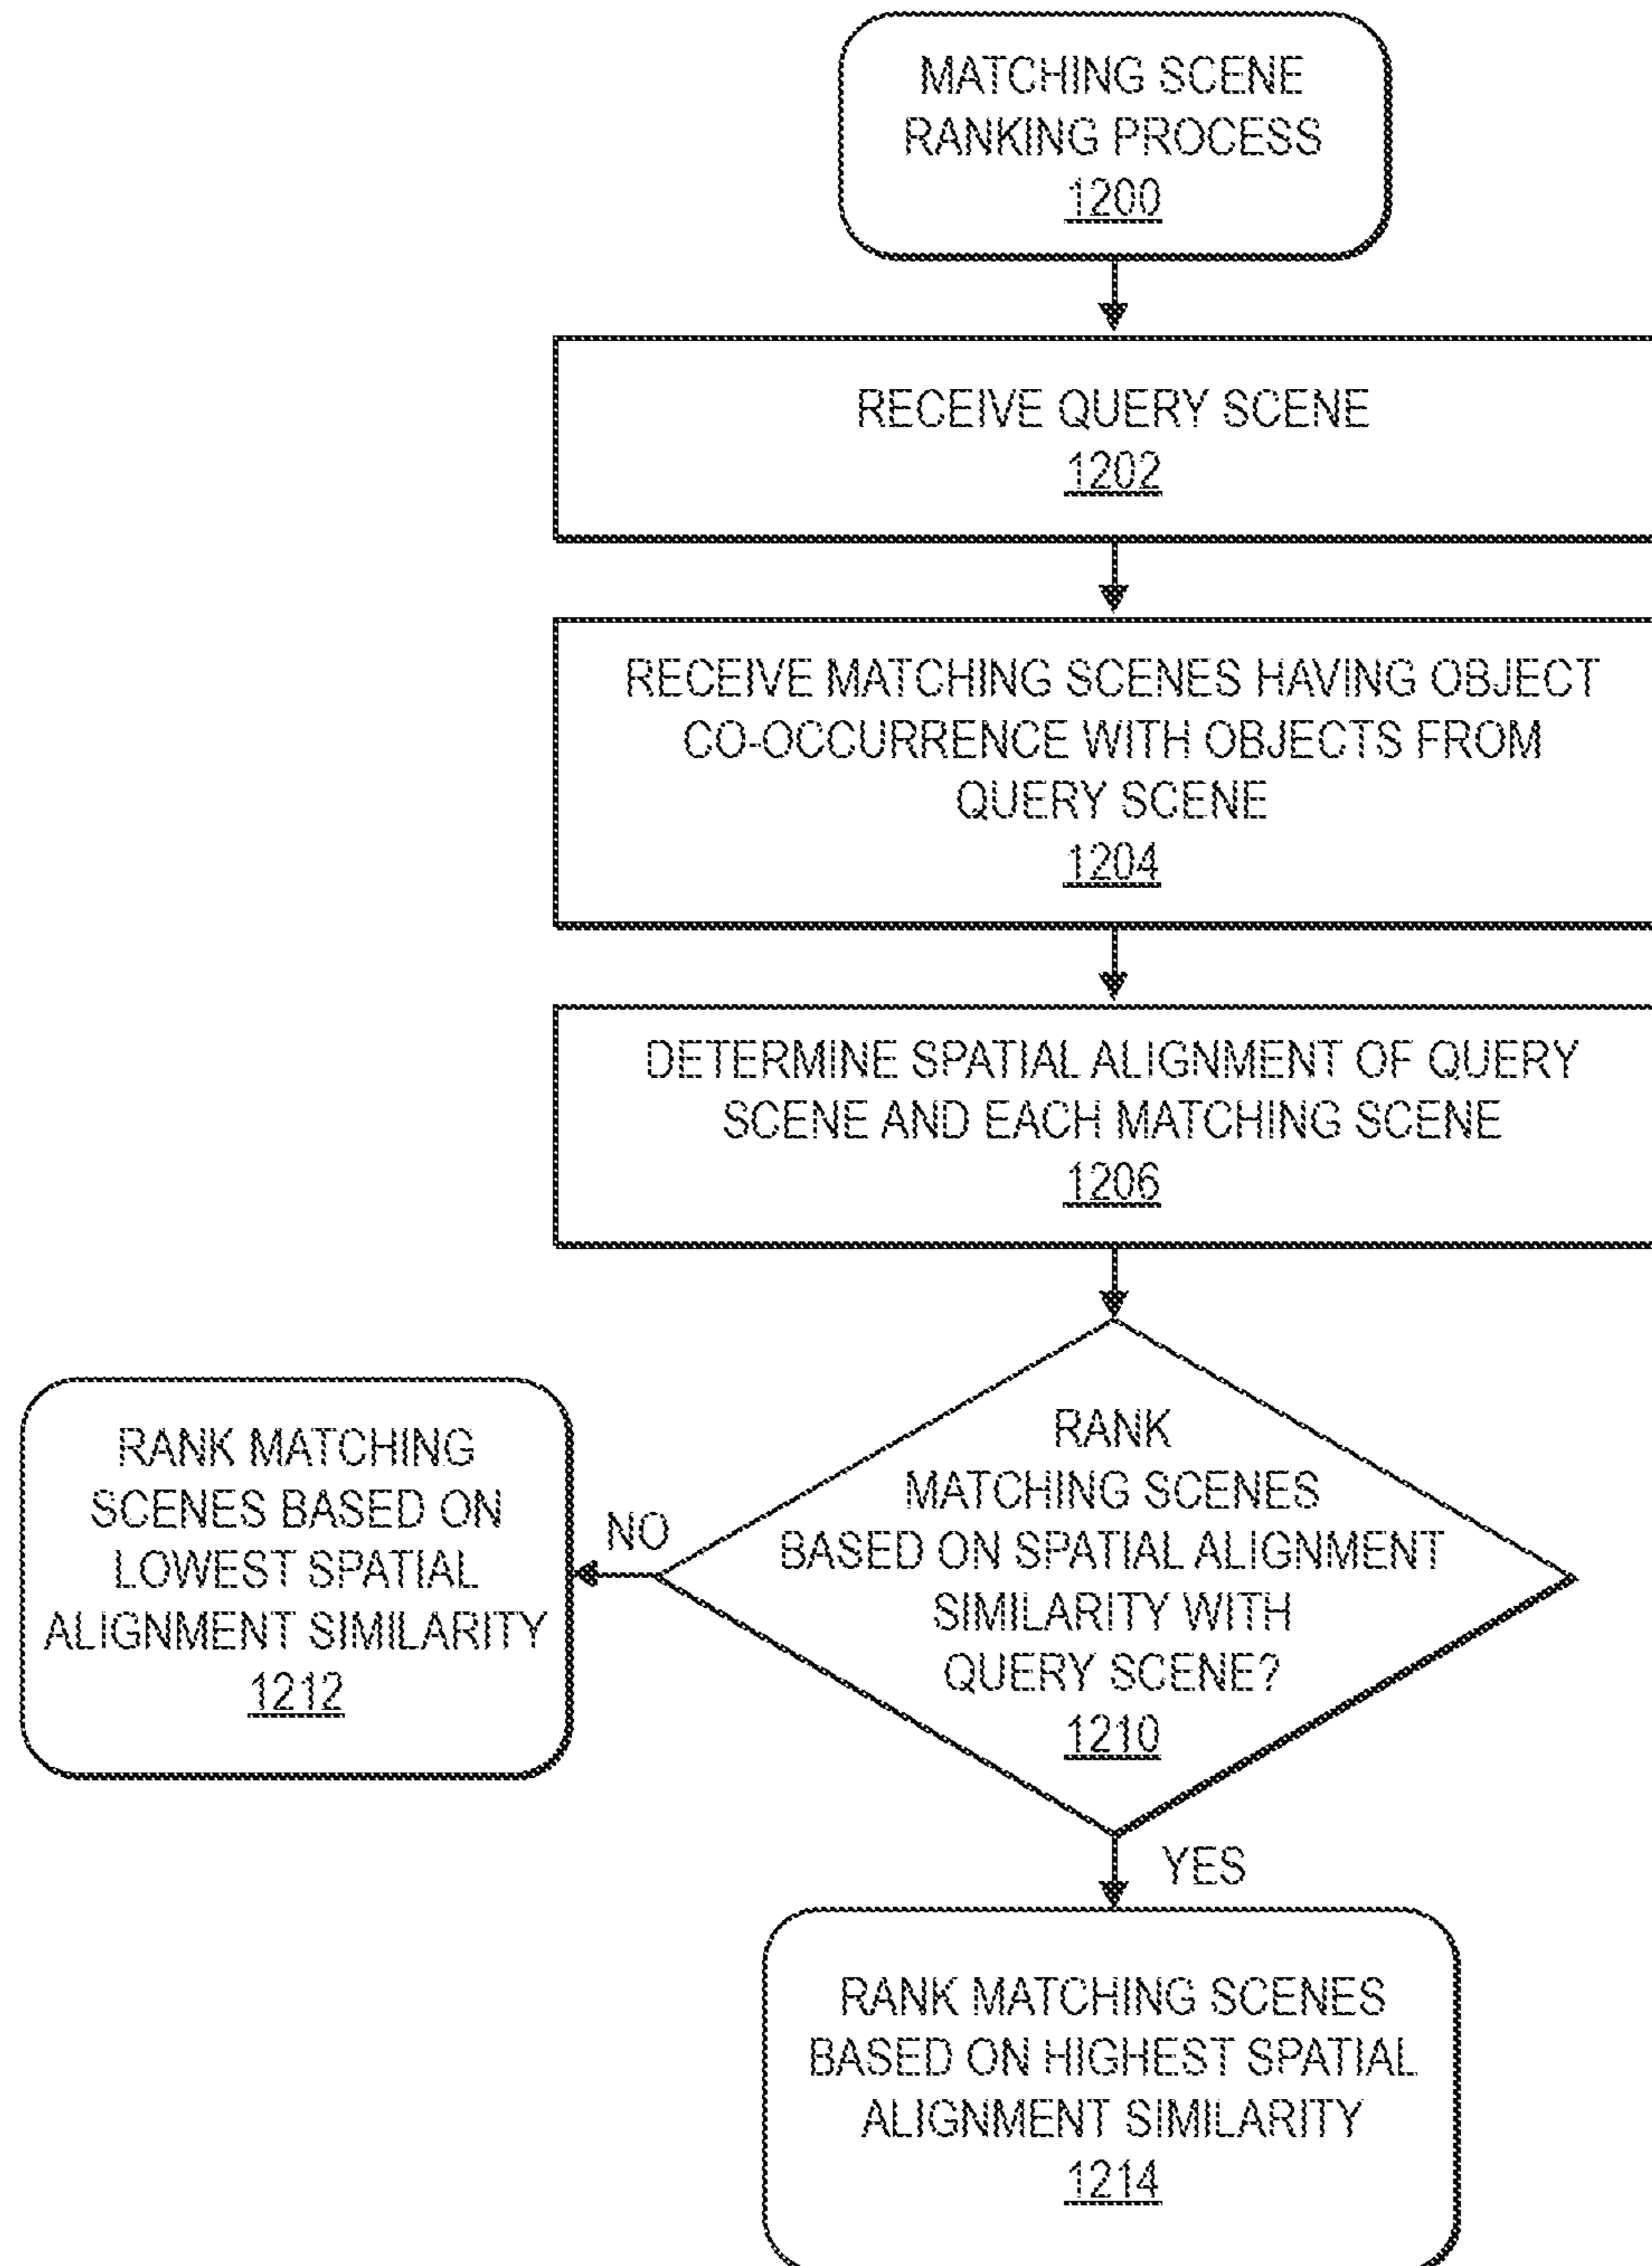 MATCHING SCENE
RANKING PROCESS
1200
RECEIVE QUERY SCENE
1202
RECEIVE MATCHING SCENES HAVING OBJECT
CO-OCCURRENCE WITH OBJECTS FROM
QUERY SCENE
1204
DETERMINE SPATIAL ALIGNMENT OF QUERY
SCENE AND EACH MATCHING SCENE
1206
RANK
MATCHING SCENES
BASED ON SPATIAL ALIGNMENT
SIMILARITY WITH
QUERY SCENE?
1210
NO
RANK MATCHING
SCENES BASED ON
LOWEST SPATIAL
ALIGNMENT SIMILARITY
1212
YES
RANK MATCHING SCENES
BASED ON HIGHEST SPATIAL
ALIGNMENT SIMILARITY
1214